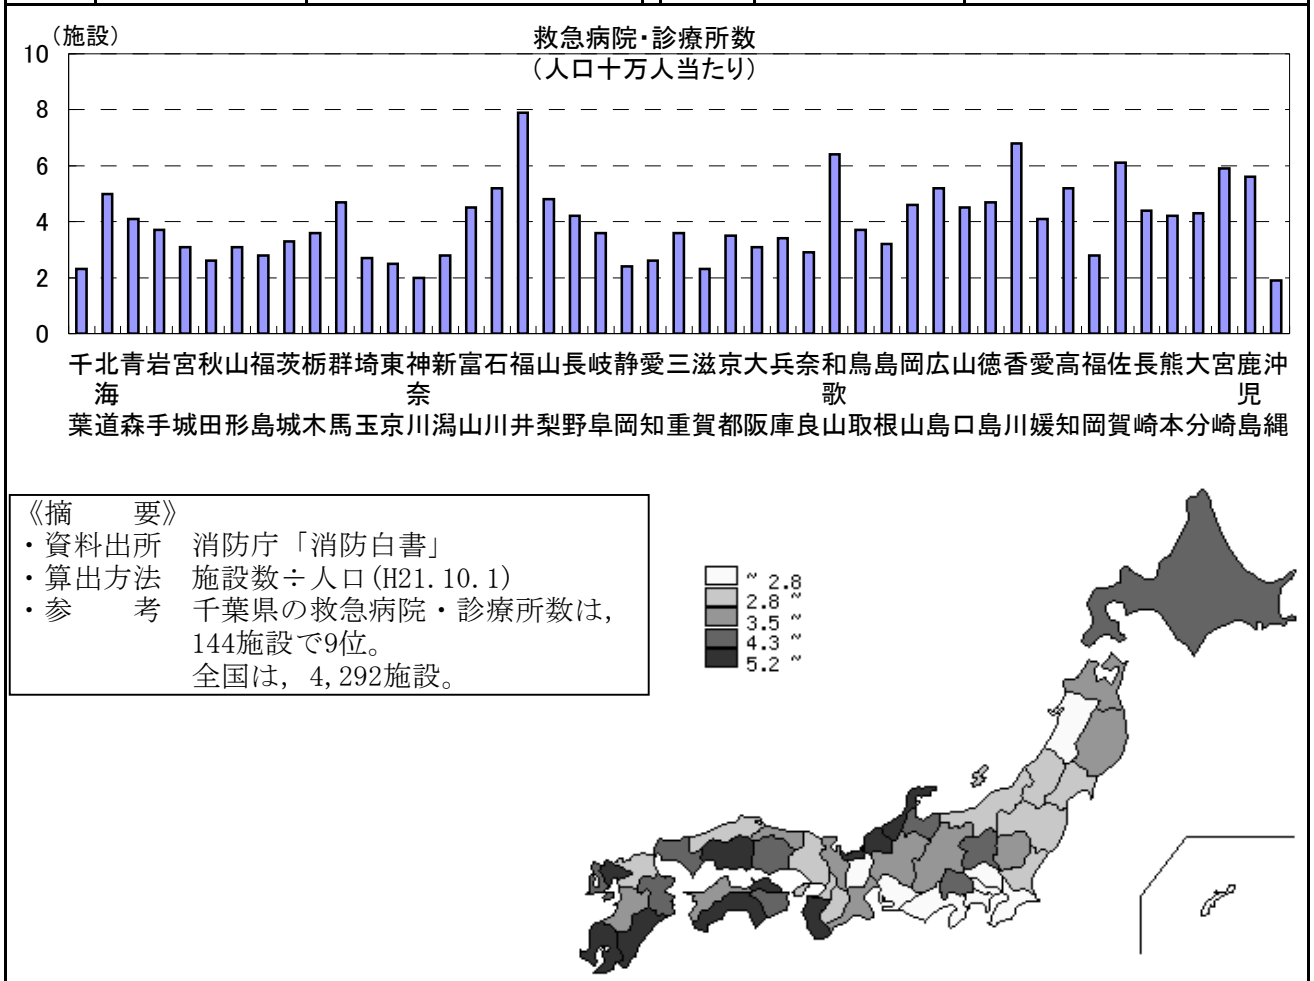 (施設)
救急病院・診療所数
(人口十万人当たり)
10
8
6
4
2
0
千葉 北海道 青森 岩手 宮城 秋田 山形 福島 茨城 栃木 群馬 埼玉 東京 神奈川 新潟 富山 石川 福井 山梨 長野 岐阜 静岡 愛知 三重 滋賀 京都 大阪 兵庫 奈良 和歌山 鳥取 島根 岡山 広島 山口 徳島 香川 愛媛 高知 福岡 佐賀 長崎 熊本 大分 宮崎 鹿児島 沖縄
《摘　　要》
・資料出所　消防庁「消防白書」
・算出方法　施設数÷人口(H21.10.1)
・参　　考　千葉県の救急病院・診療所数は,
144施設で9位。
全国は, 4,292施設。
~ 2.8
2.8 ~
3.5 ~
4.3 ~
5.2 ~